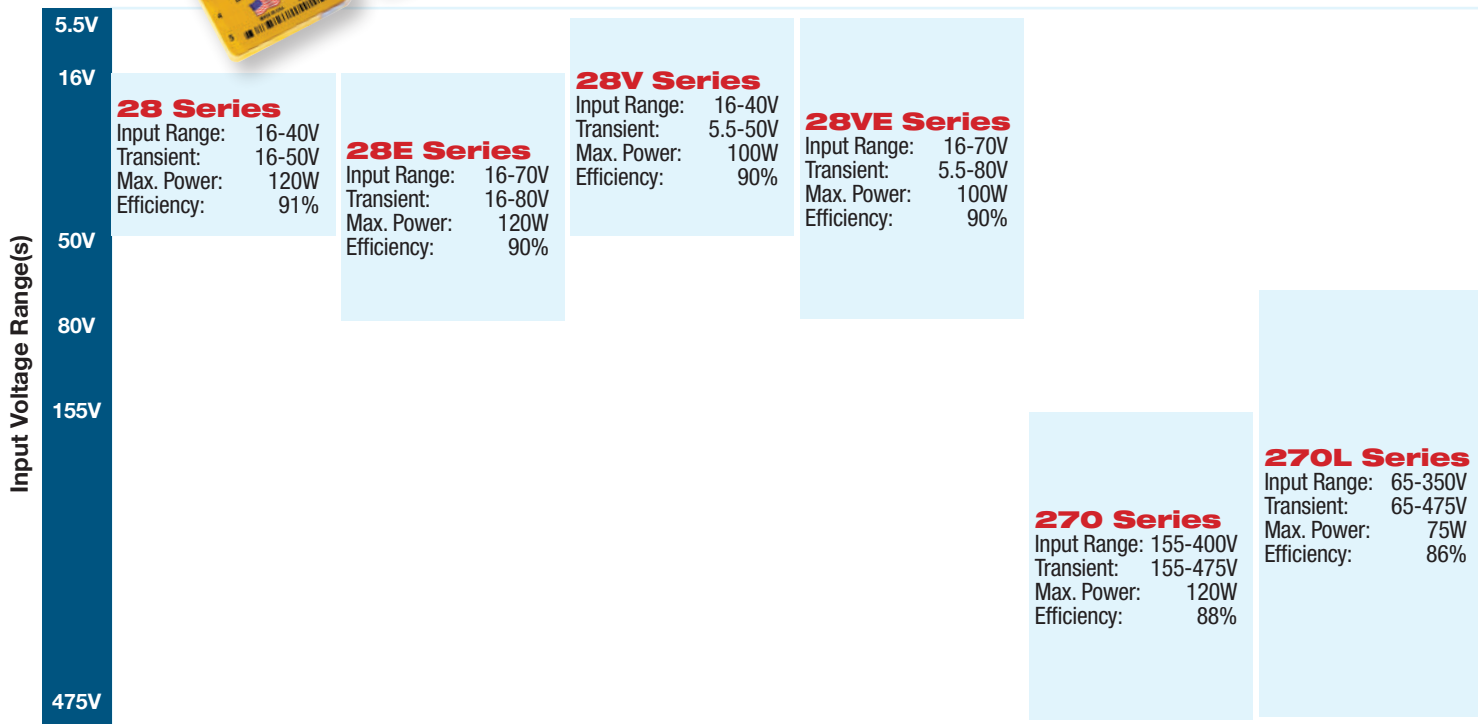 Input Voltage Range(s)
5.5V
16V
50V
80V
155V
475V
28 Series
Input Range: 16-40V
Transient: 16-50V
Max. Power: 120W
Efficiency: 91%
28E Series
Input Range: 16-70V
Transient: 16-80V
Max. Power: 120W
Efficiency: 90%
28V Series
Input Range: 16-40V
Transient: 5.5-50V
Max. Power: 100W
Efficiency: 90%
28VE Series
Input Range: 16-70V
Transient: 5.5-80V
Max. Power: 100W
Efficiency: 90%
270 Series
Input Range: 155-400V
Transient: 155-475V
Max. Power: 120W
Efficiency: 88%
270L Series
Input Range: 65-350V
Transient: 65-475V
Max. Power: 75W
Efficiency: 86%